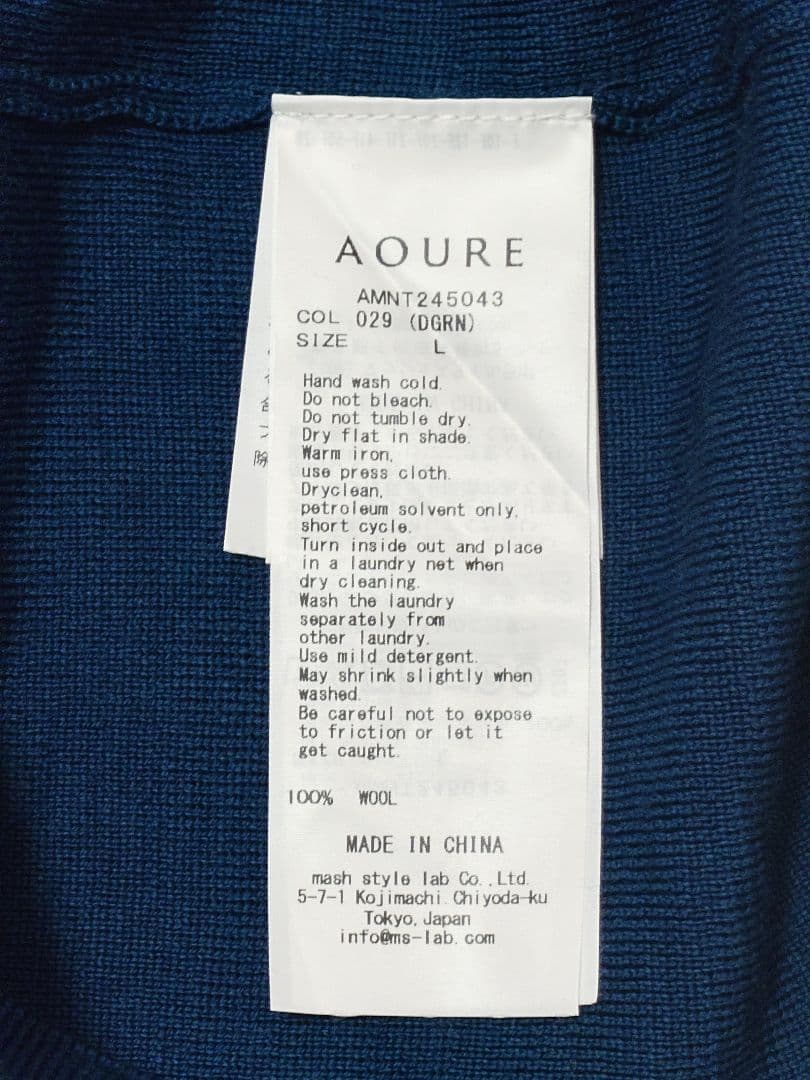 AOURE
AMNT245043
COL 029 (DGRN)
SIZE L
Hand wash cold.
Do not bleach.
Do not tumble dry.
Dry flat in shade.
Warm iron,
use press cloth.
Dryclean,
petroleum solvent only,
short cycle.
Turn inside out and place
in a laundry net when
dry cleaning.
Wash the laundry
separately from
other laundry.
Use mild detergent.
May shrink slightly when
washed.
Be careful not to expose
to friction or let it
get caught.
100% WOOL
MADE IN CHINA
mash style lab Co.,Ltd.
5-7-1 Kojimachi Chiyoda-ku
Tokyo, Japan
info@ms-lab.com